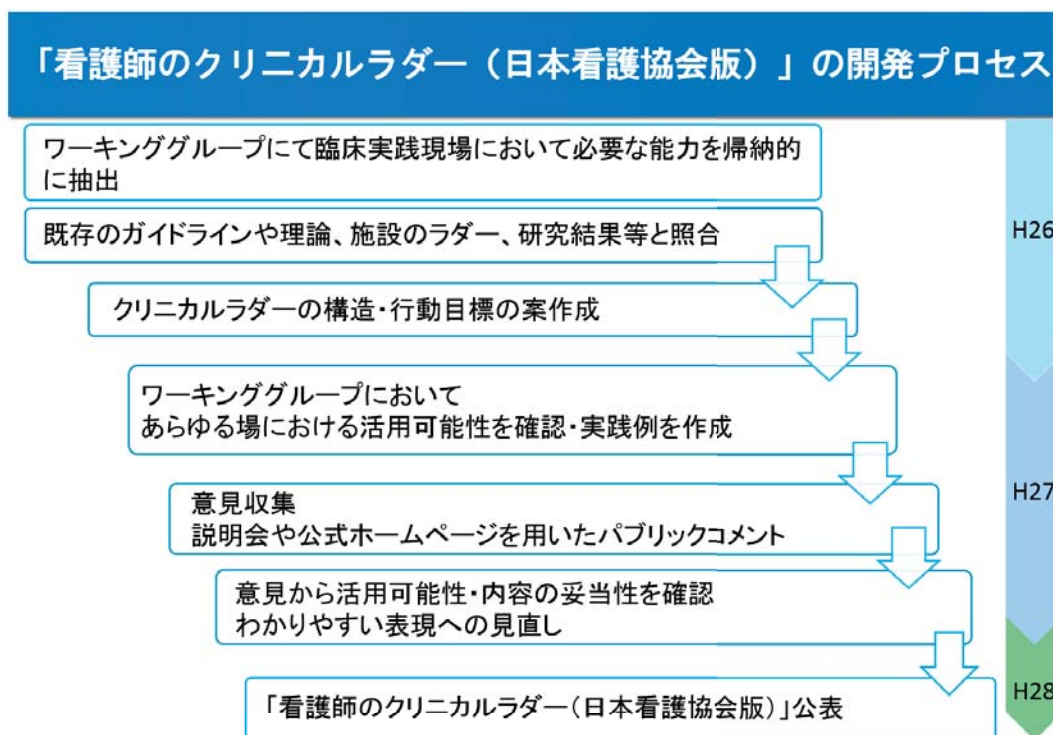 「看護師のクリニカルラダー（日本看護協会版）」の開発プロセス
ワーキンググループにて臨床実践現場において必要な能力を帰納的
に抽出
既存のガイドラインや理論、施設のラダー、研究結果等と照合
H26
クリニカルラダーの構造・行動目標の案作成
ワーキンググループにおいて
あらゆる場における活用可能性を確認・実践例を作成
意見収集
H27
説明会や公式ホームページを用いたパブリックコメント
意見から活用可能性・内容の妥当性を確認
わかりやすい表現への見直し
「看護師のクリニカルラダー（日本看護協会版）」公表
H28